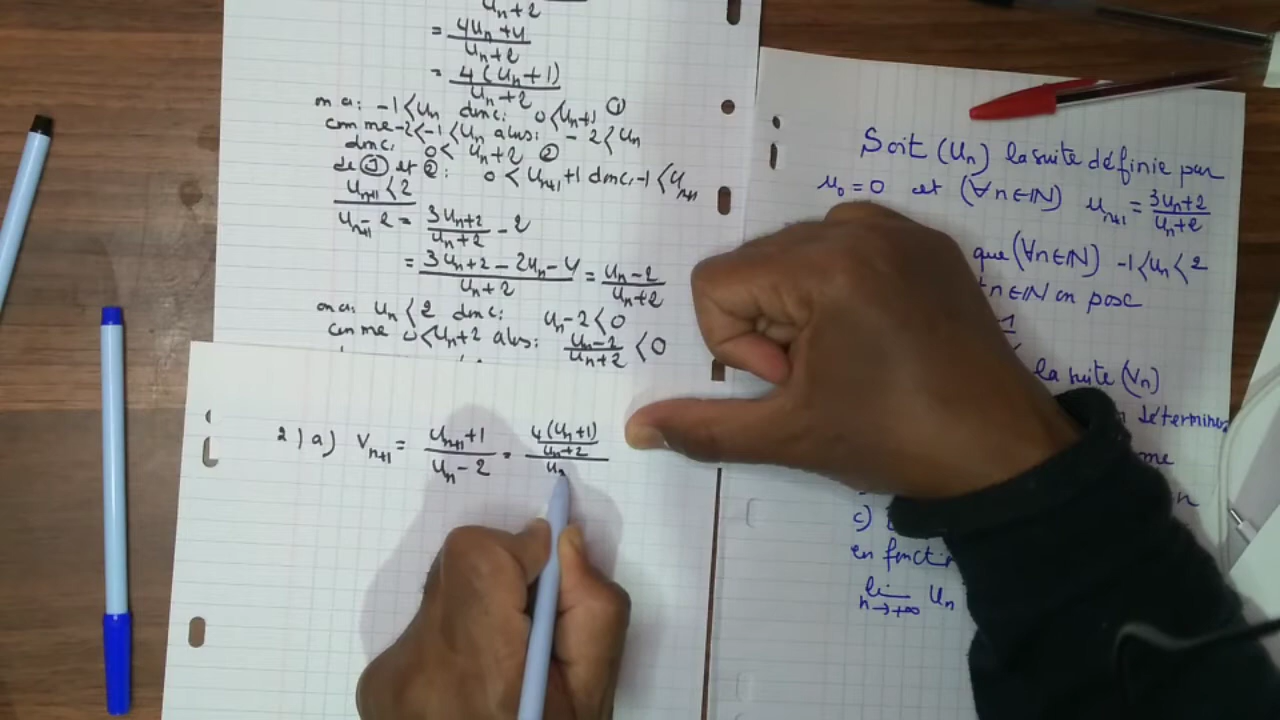 uₙ+2
= 4uₙ+4 / uₙ+2
= 4(uₙ+1) / uₙ+2
on a: -1<uₙ donc: 0<uₙ+1 ①
comme -2<-1<uₙ alors: -2<uₙ
donc: 0< uₙ+2 ②
de ① et ②: 0<uₙ₊₁+1 donc -1<uₙ₊₁
uₙ₊₁<2
uₙ₊₁-2 = 3uₙ+2 / uₙ+2 - 2
= 3uₙ+2-2uₙ-4 / uₙ+2 = uₙ-2 / uₙ+2
on a: uₙ<2 donc: uₙ-2<0
comme 0<uₙ+2 alors: uₙ-2 / uₙ+2 <0
2) a) Vₙ₊₁ = uₙ₊₁+1 / uₙ-2 = 4(uₙ+1) / uₙ+2 / uₙ
Soit (Uₙ) la suite définie par
u₀ = 0 et (∀n∈ℕ) uₙ₊₁ = 3uₙ+2 / uₙ+2
que (∀n∈ℕ) -1<uₙ<2
n∈ℕ on pose
la suite (Vₙ)
déterminer
me
n
c)
en foncti
lim n→+∞ Uₙ